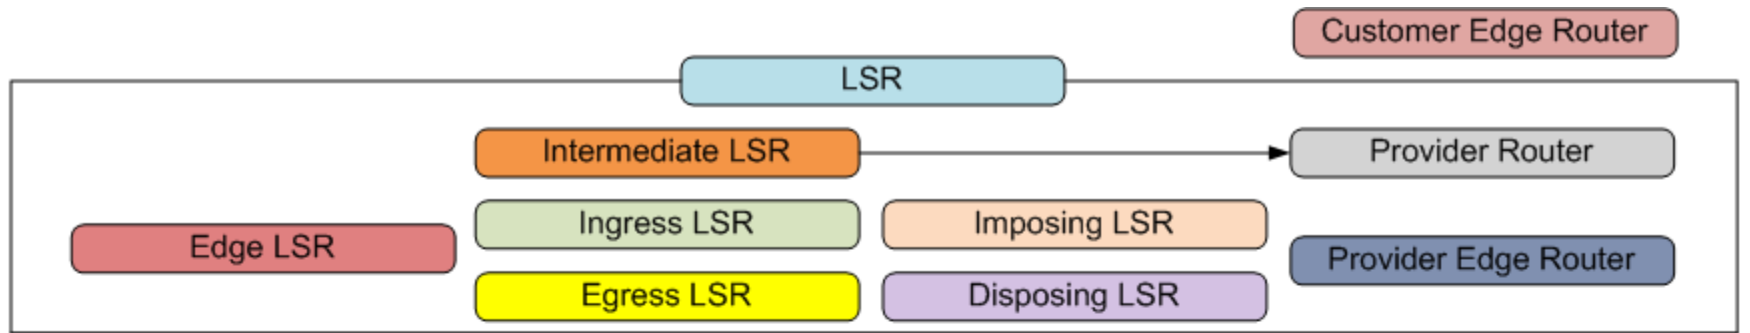 Customer Edge Router
LSR
Intermediate LSR
Provider Router
Ingress LSR
Imposing LSR
Edge LSR
Provider Edge Router
Egress LSR
Disposing LSR